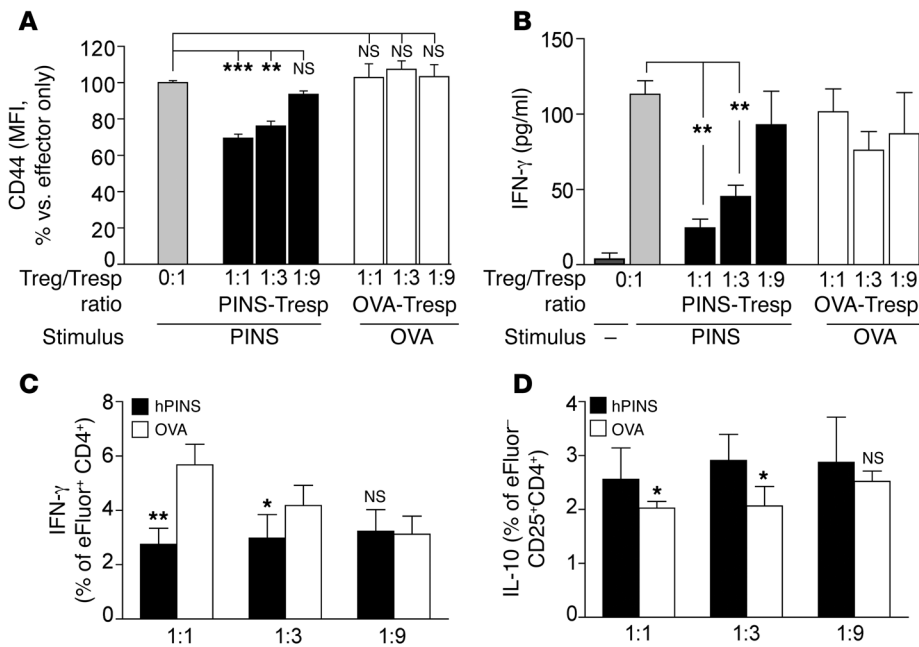 A
CD44 (MFI,
% vs. effector only)
120
100
80
60
40
20
0
*** ** NS NS NS NS
Treg/Tresp 0:1 1:1 1:3 1:9 1:1 1:3 1:9
ratio PINS-Tresp OVA-Tresp
Stimulus PINS OVA
B
IFN-γ (pg/ml)
150
100
50
0
** **
Treg/Tresp 0:1 1:1 1:3 1:9 1:1 1:3 1:9
ratio PINS-Tresp OVA-Tresp
Stimulus – PINS OVA
C
IFN-γ
(% of eFluor⁺ CD4⁺)
8
6
4
2
0
hPINS
OVA
** * NS
1:1 1:3 1:9
D
IL-10 (% of eFluor⁻
CD25⁺CD4⁺)
4
3
2
1
0
hPINS
OVA
* * NS
1:1 1:3 1:9